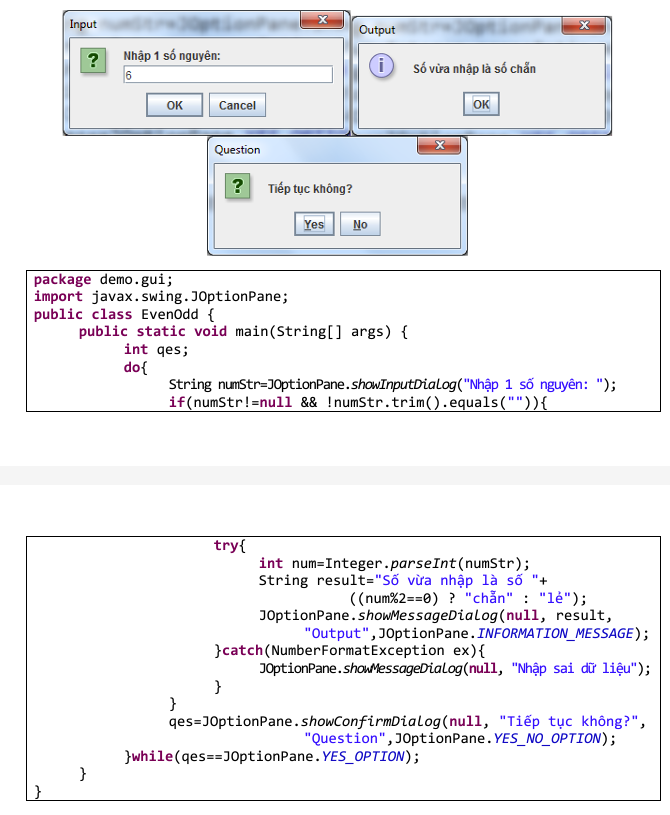 Input
Nhập 1 số nguyên:
6
OK Cancel
Output
Số vừa nhập là số chẵn
OK
Question
Tiếp tục không?
Yes No
package demo.gui;
import javax.swing.JOptionPane;
public class EvenOdd {
public static void main(String[] args) {
int qes;
do{
String numStr=JOptionPane.showInputDialog("Nhập 1 số nguyên: ");
if(numStr!=null && !numStr.trim().equals("")){
try{
int num=Integer.parseInt(numStr);
String result="Số vừa nhập là số "+
((num%2==0) ? "chẵn" : "lẻ");
JOptionPane.showMessageDialog(null, result,
"Output",JOptionPane.INFORMATION_MESSAGE);
}catch(NumberFormatException ex){
JOptionPane.showMessageDialog(null, "Nhập sai dữ liệu");
}
}
qes=JOptionPane.showConfirmDialog(null, "Tiếp tục không?",
"Question",JOptionPane.YES_NO_OPTION);
}while(qes==JOptionPane.YES_OPTION);
}
}